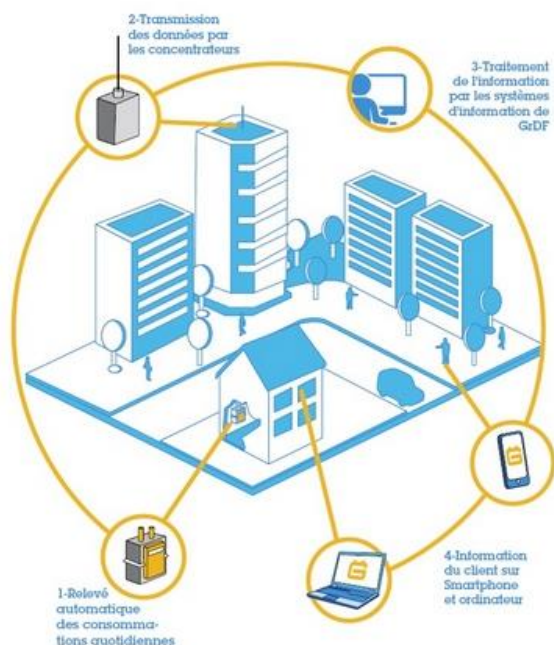 2-Transmission
des données par
les concentrateurs
3-Traitement
de l'information
par les systèmes
d'information de
GrDF
1-Relevé
automatique
des consomma-
tions quotidiennes
4-Information
du client sur
Smartphone
et ordinateur